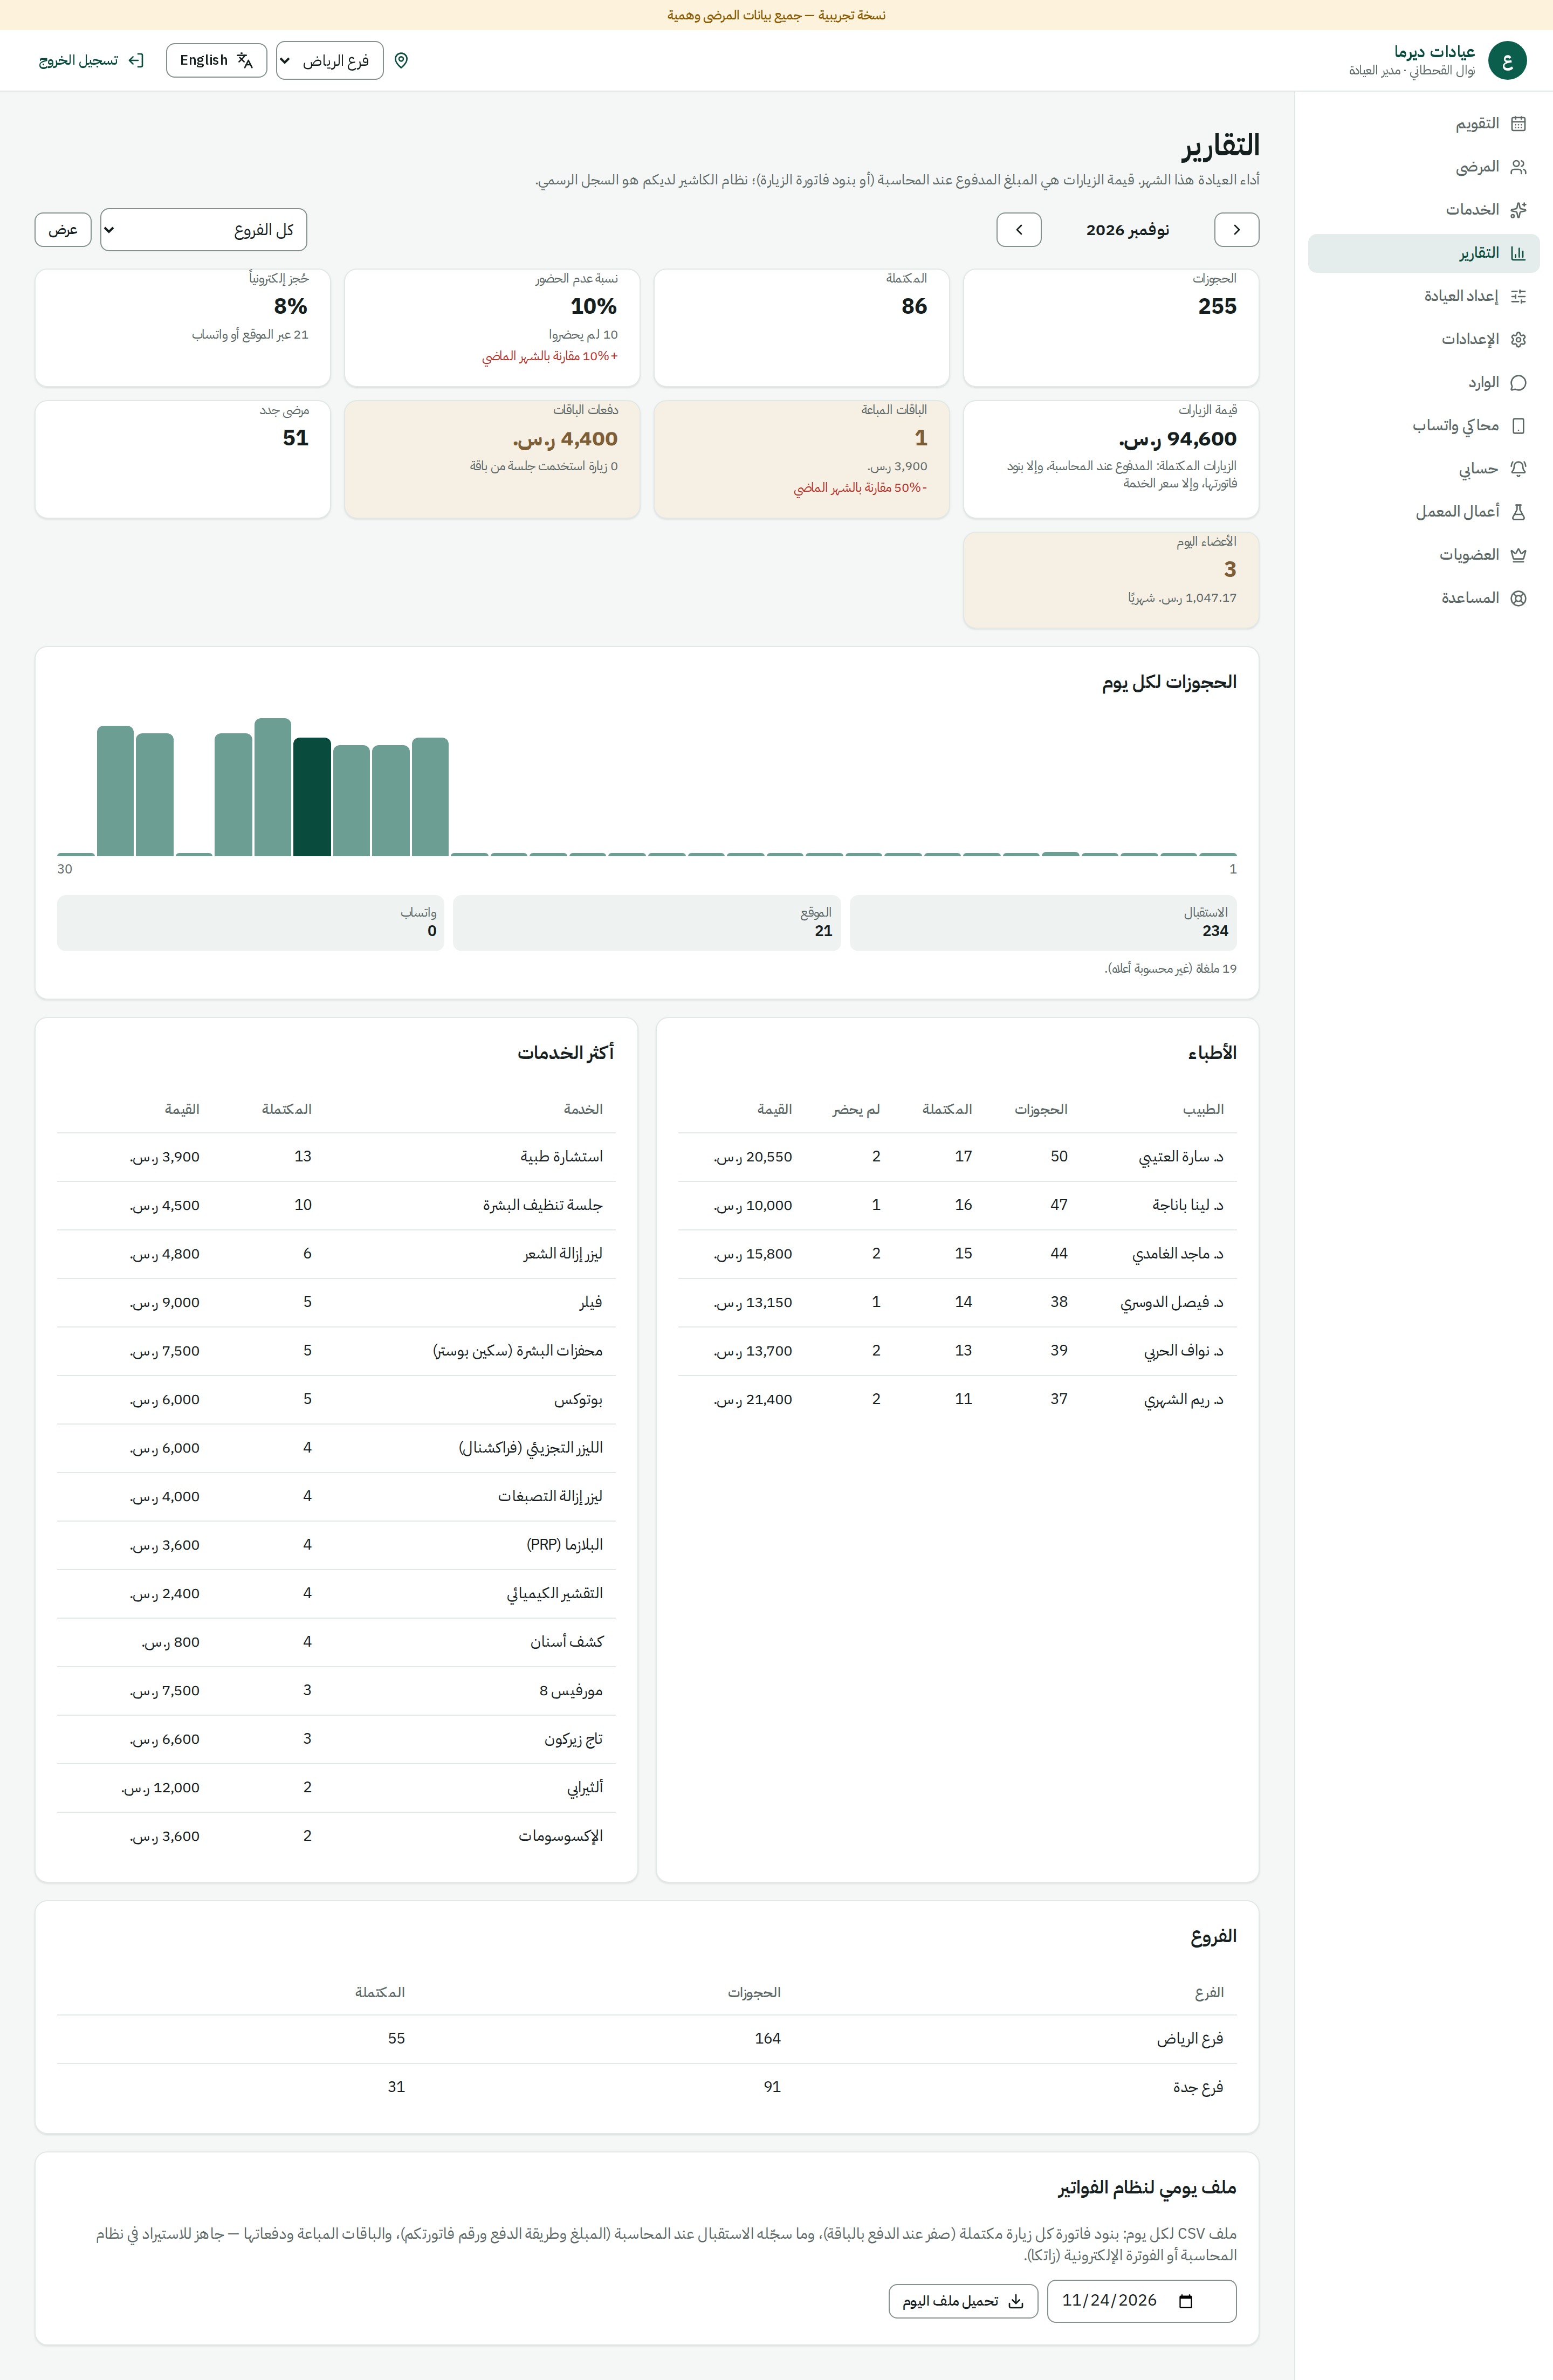 نسخة تجريبية — جميع بيانات المرضى وهمية
ع
عيادات ديرما
نوال القحطاني · مدير العيادة
فرع الرياض
English
تسجيل الخروج
التقويم
المرضى
الخدمات
التقارير
إعداد العيادة
الإعدادات
الوارد
محاكي واتساب
حسابي
أعمال المعمل
العضويات
المساعدة
التقارير
أداء العيادة هذا الشهر. قيمة الزيارات هي المبلغ المدفوع عند المحاسبة (أو بنود فاتورة الزيارة)؛ نظام الكاشير لديكم هو السجل الرسمي.
نوفمبر 2026
كل الفروع
عرض
الحجوزات
255
المكتملة
86
نسبة عدم الحضور
10%
10 لم يحضروا
+10% مقارنة بالشهر الماضي
حُجز إلكترونياً
8%
21 عبر الموقع أو واتساب
قيمة الزيارات
94,600 ر.س.
الزيارات المكتملة: المدفوع عند المحاسبة، وإلا بنود
فاتورتها، وإلا سعر الخدمة
الباقات المباعة
1
3,900 ر.س.
-50% مقارنة بالشهر الماضي
دفعات الباقات
4,400 ر.س.
0 زيارة استخدمت جلسة من باقة
مرضى جدد
51
الأعضاء اليوم
3
1,047.17 ر.س. شهريًا
الحجوزات لكل يوم
1 30
الاستقبال
234
الموقع
21
واتساب
0
19 ملغاة (غير محسوبة أعلاه).
الأطباء
الطبيب الحجوزات المكتملة لم يحضر القيمة
د. سارة العتيبي 50 17 2 20,550 ر.س.
د. لينا باناجة 47 16 1 10,000 ر.س.
د. ماجد الغامدي 44 15 2 15,800 ر.س.
د. فيصل الدوسري 38 14 1 13,150 ر.س.
د. نواف الحربي 39 13 2 13,700 ر.س.
د. ريم الشهري 37 11 2 21,400 ر.س.
أكثر الخدمات
الخدمة المكتملة القيمة
استشارة طبية 13 3,900 ر.س.
جلسة تنظيف البشرة 10 4,500 ر.س.
ليزر إزالة الشعر 6 4,800 ر.س.
فيلر 5 9,000 ر.س.
محفزات البشرة (سكين بوستر) 5 7,500 ر.س.
بوتوكس 5 6,000 ر.س.
الليزر التجزيئي (فراكشنال) 4 6,000 ر.س.
ليزر إزالة التصبغات 4 4,000 ر.س.
البلازما (PRP) 4 3,600 ر.س.
التقشير الكيميائي 4 2,400 ر.س.
كشف أسنان 4 800 ر.س.
مورفيس 8 3 7,500 ر.س.
تاج زيركون 3 6,600 ر.س.
ألثيرابي 2 12,000 ر.س.
الإكسوسومات 2 3,600 ر.س.
الفروع
الفرع الحجوزات المكتملة
فرع الرياض 164 55
فرع جدة 91 31
ملف يومي لنظام الفواتير
ملف CSV لكل يوم: بنود فاتورة كل زيارة مكتملة (صفر عند الدفع بالباقة)، وما سجّله الاستقبال عند المحاسبة (المبلغ وطريقة الدفع ورقم فاتورتكم)، والباقات المباعة ودفعاتها — جاهز للاستيراد في نظام
المحاسبة أو الفوترة الإلكترونية (زاتكا).
11/24/2026
تحميل ملف اليوم